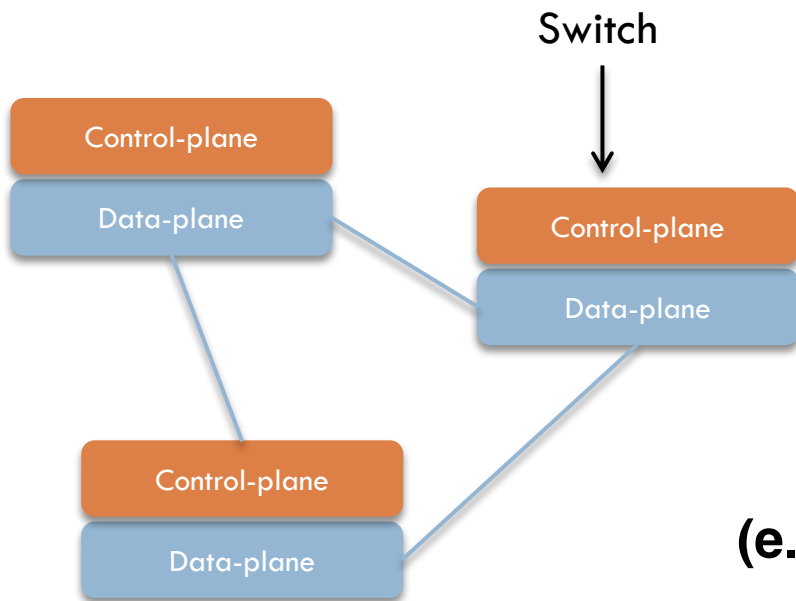 Switch
Control-plane
Data-plane
Control-plane
Data-plane
Control-plane
Data-plane
(e.